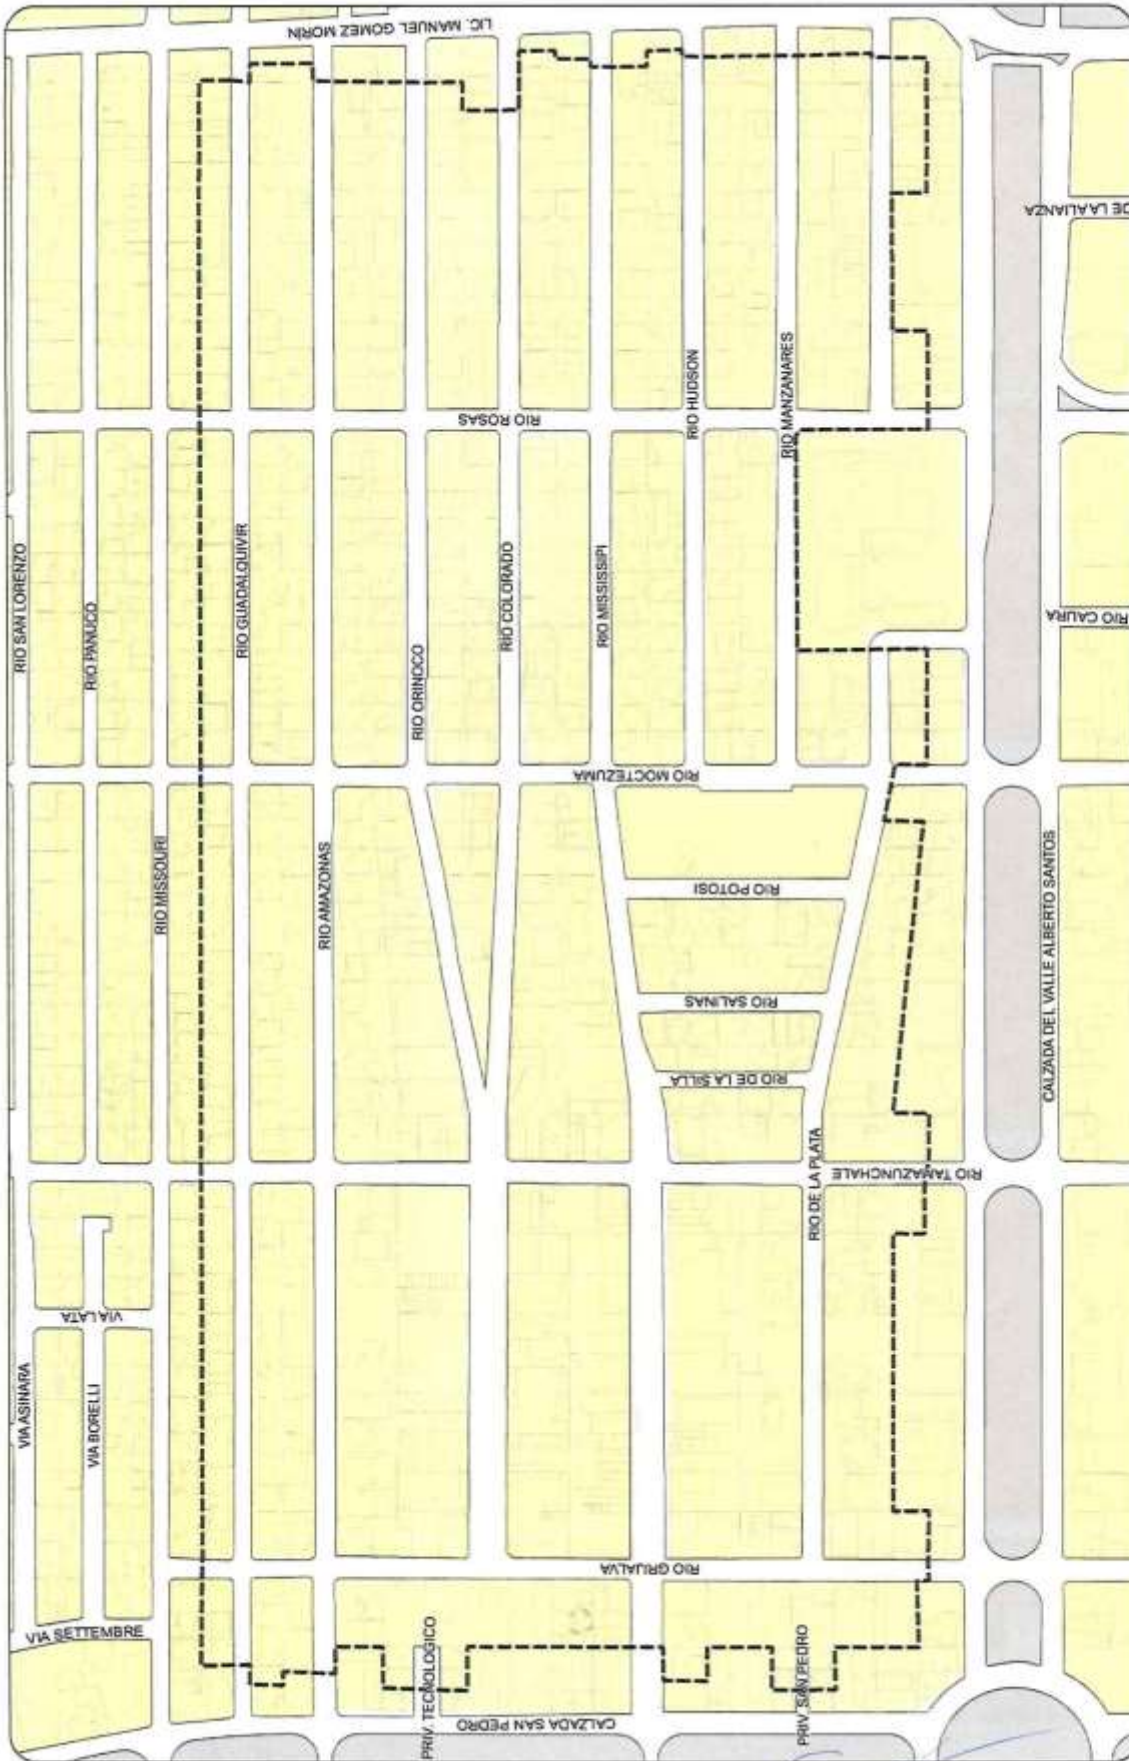 LIC. MANUEL GOMEZ MORIN
DE LA ALIANZA
RIO HUDSON
RIO MANZANARES
RIO ROSAS
RIO SAN LORENZO
RIO PANUCO
RIO GUADALQUIVIR
RIO ORINOCO
RIO COLORADO
RIO MISSISSIPI
RIO CAURA
RIO MOCTEZUMA
RIO MISSOURI
RIO AMAZONAS
RIO POTOSI
RIO SALINAS
RIO DE LA SILLA
CALZADA DEL VALLE ALBERTO SANTOS
RIO DE LA PLATA
RIO TAMAZUNCHALE
VIA LATA
VIA ASINARA
VIA BORELLI
RIO GRIJALVA
VIA SETTEMBRE
PRIV. TECNOLOGICO
PRIV. SAN PEDRO
CALZADA SAN PEDRO